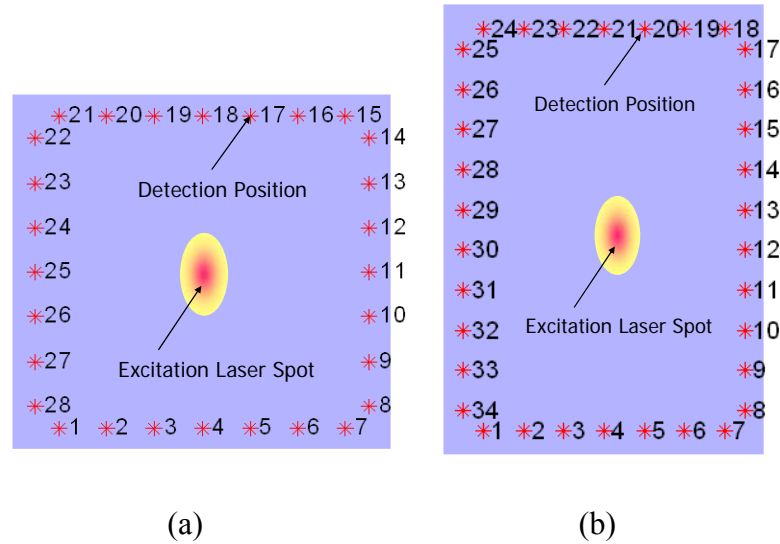 21 20 19 18 17 16 15
22 14
Detection Position
23 13
24 12
25 11
26 10
Excitation Laser Spot
27 9
28 8
1 2 3 4 5 6 7
(a)
24 23 22 21 20 19 18
25 17
Detection Position
26 16
27 15
28 14
29 13
30 12
31 11
Excitation Laser Spot
32 10
33 9
34 8
1 2 3 4 5 6 7
(b)